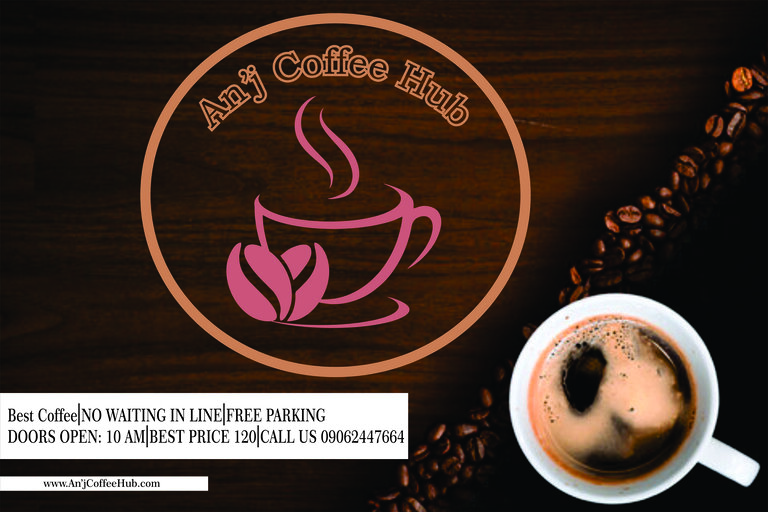 An'j Coffee Hub
Best Coffee|NO WAITING IN LINE|FREE PARKING
DOORS OPEN: 10 AM|BEST PRICE 120|CALL US 09062447664
www.An'jCoffeeHub.com